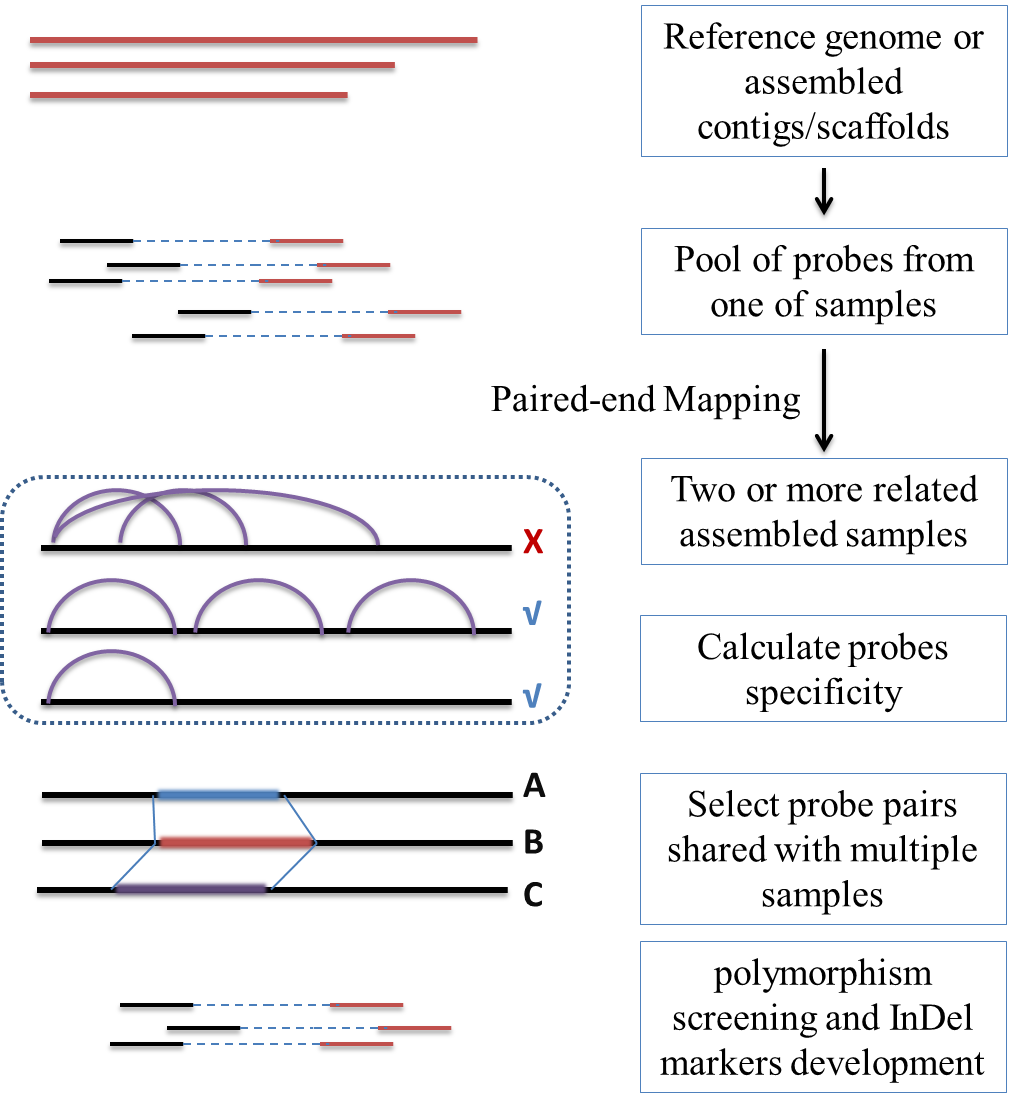 Reference genome or
assembled
contigs/scaffolds
Pool of probes from
one of samples
Paired-end Mapping
Two or more related
assembled samples
X
√
√
Calculate probes
specificity
A
B
C
Select probe pairs
shared with multiple
samples
polymorphism
screening and InDel
markers development